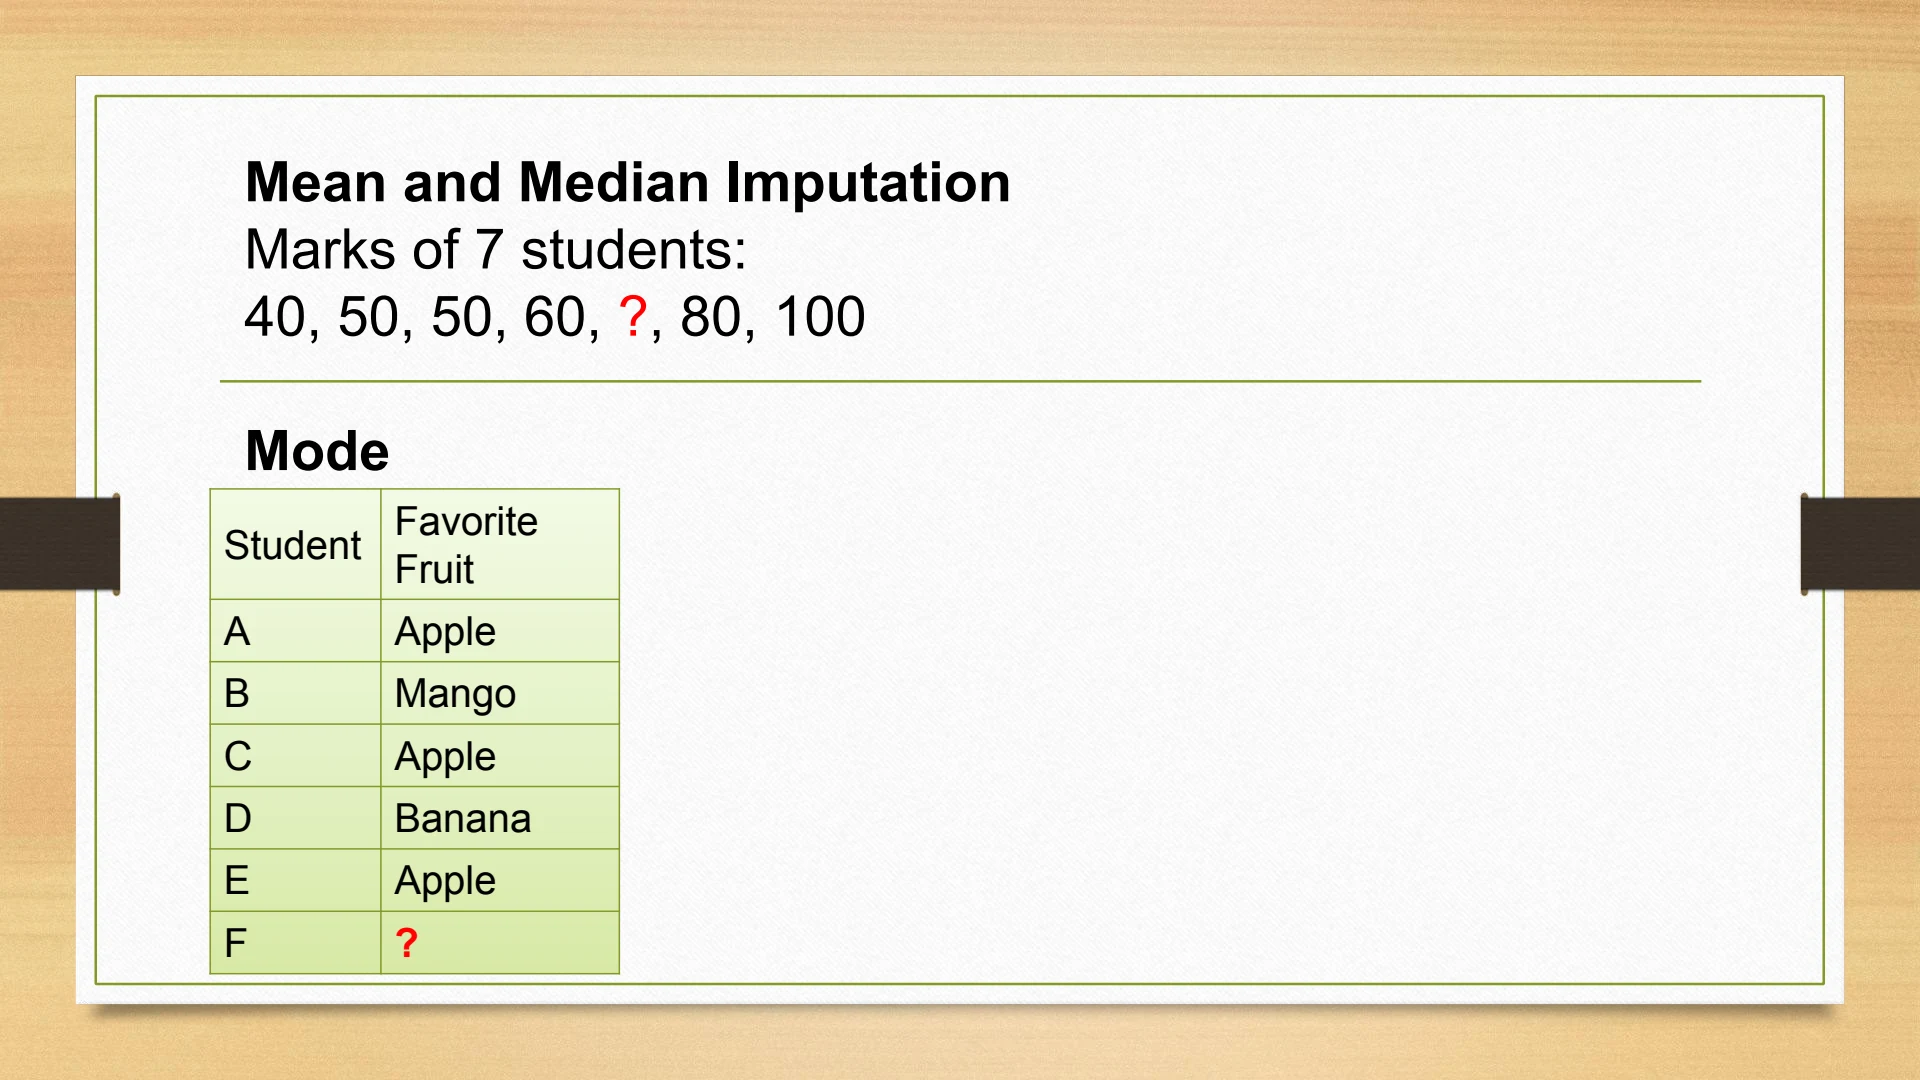 Mean and Median Imputation
Marks of 7 students:
40, 50, 50, 60, ?, 80, 100
Mode
Student
Favorite
Fruit
A Apple
B Mango
C Apple
D Banana
E Apple
F ?